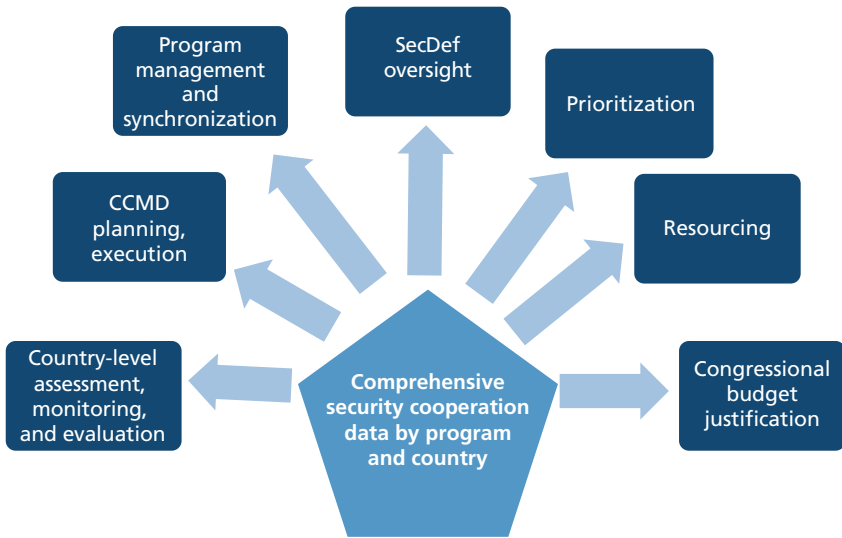 Program
management
and
synchronization
SecDef
oversight
Prioritization
CCMD
planning,
execution
Resourcing
Country-level
assessment,
monitoring,
and evaluation
Comprehensive
security cooperation
data by program
and country
Congressional
budget
justification